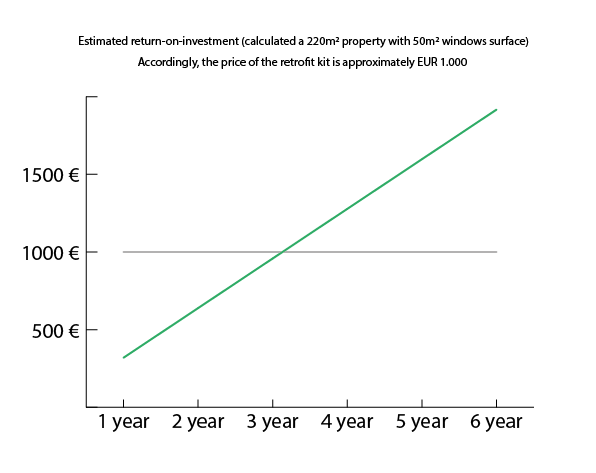 Estimated return-on-investment (calculated a 220m² property with 50m² windows surface)
Accordingly, the price of the retrofit kit is approximately EUR 1.000
1500 €
1000 €
500 €
1 year 2 year 3 year 4 year 5 year 6 year